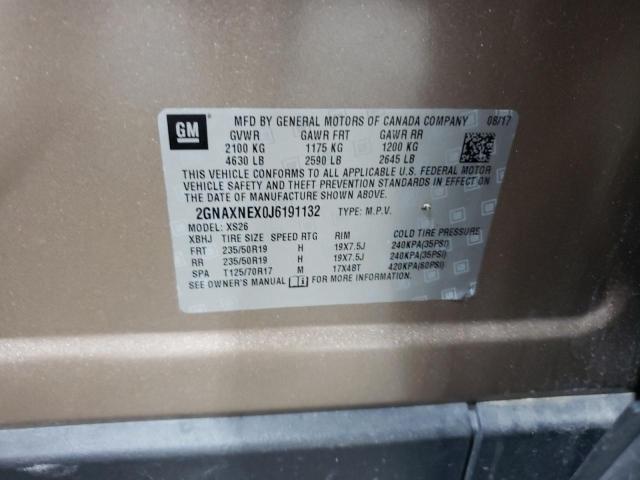 GM
MFD BY GENERAL MOTORS OF CANADA COMPANY 08/17
GVWR GAWR FRT GAWR RR
2100 KG 1175 KG 1200 KG
4630 LB 2590 LB 2645 LB
THIS VEHICLE CONFORMS TO ALL APPLICABLE U.S. FEDERAL MOTOR
VEHICLE SAFETY AND THEFT PREVENTION STANDARDS IN EFFECT ON
THE DATE OF MANUFACTURE SHOWN ABOVE.
2GNAXNEX0J6191132 TYPE: M.P.V.
MODEL: XS26
XBHJ TIRE SIZE SPEED RTG RIM COLD TIRE PRESSURE
FRT 235/50R19 H 19X7.5J 240KPA(35PSI)
RR 235/50R19 H 19X7.5J 240KPA(35PSI)
SPA T125/70R17 M 17X4BT 420KPA(60PSI)
SEE OWNER'S MANUAL FOR MORE INFORMATION.